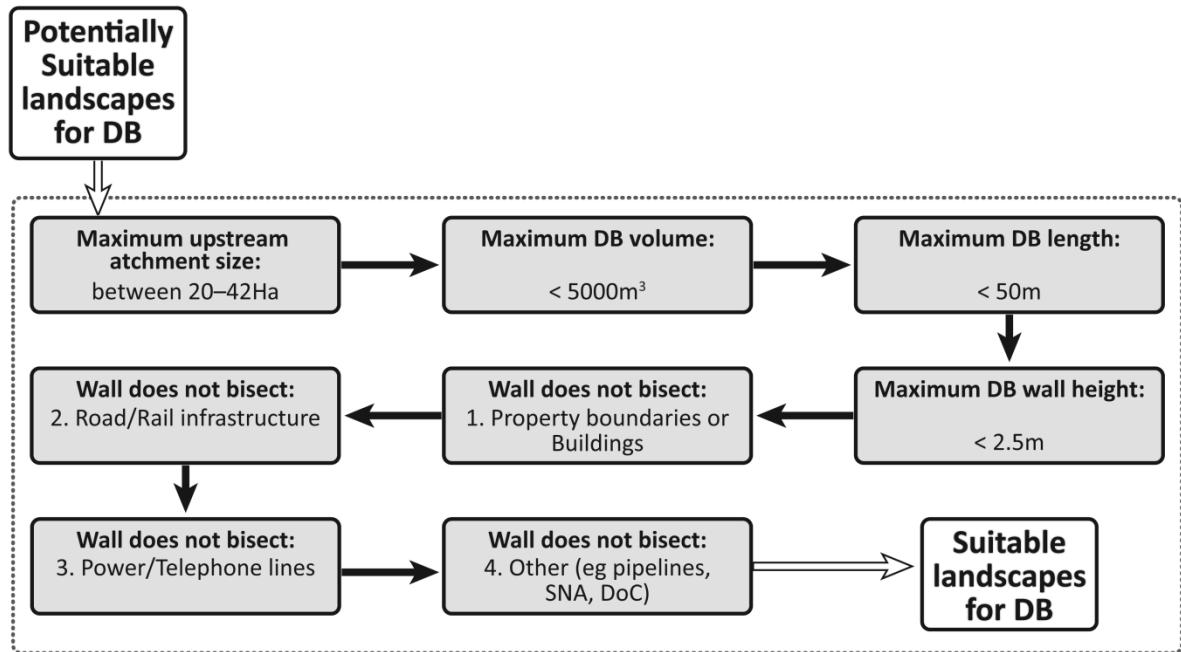 Potentially
Suitable
landscapes
for DB
Maximum upstream
atchment size:
between 20–42Ha
Maximum DB volume:
< 5000m³
Maximum DB length:
< 50m
Maximum DB wall height:
< 2.5m
Wall does not bisect:
1. Property boundaries or
Buildings
Wall does not bisect:
2. Road/Rail infrastructure
Wall does not bisect:
3. Power/Telephone lines
Wall does not bisect:
4. Other (eg pipelines,
SNA, DoC)
Suitable
landscapes
for DB